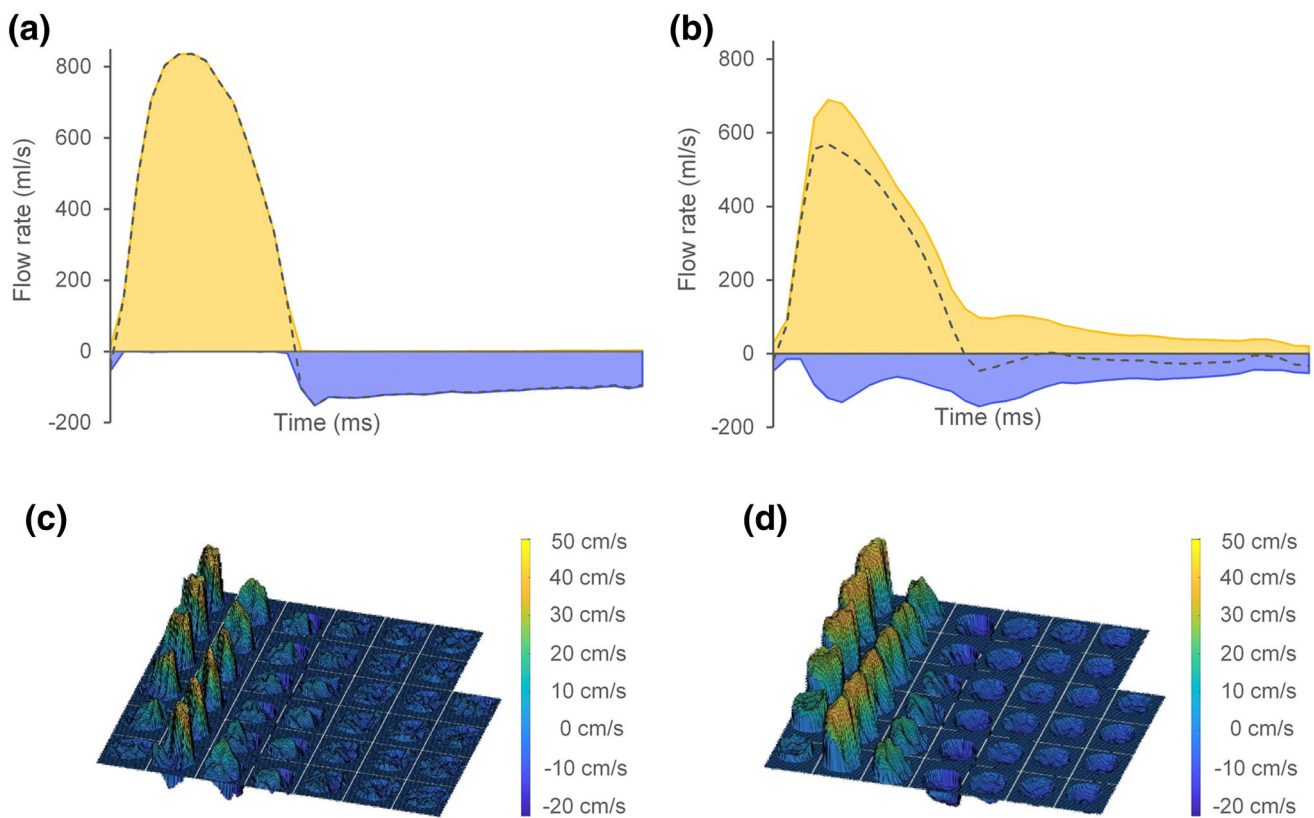 (a)
800
600
400
200
0
-200
Flow rate (ml/s)
Time (ms)
(b)
800
600
400
200
0
-200
Flow rate (ml/s)
Time (ms)
(c)
50 cm/s
40 cm/s
30 cm/s
20 cm/s
10 cm/s
0 cm/s
-10 cm/s
-20 cm/s
(d)
50 cm/s
40 cm/s
30 cm/s
20 cm/s
10 cm/s
0 cm/s
-10 cm/s
-20 cm/s